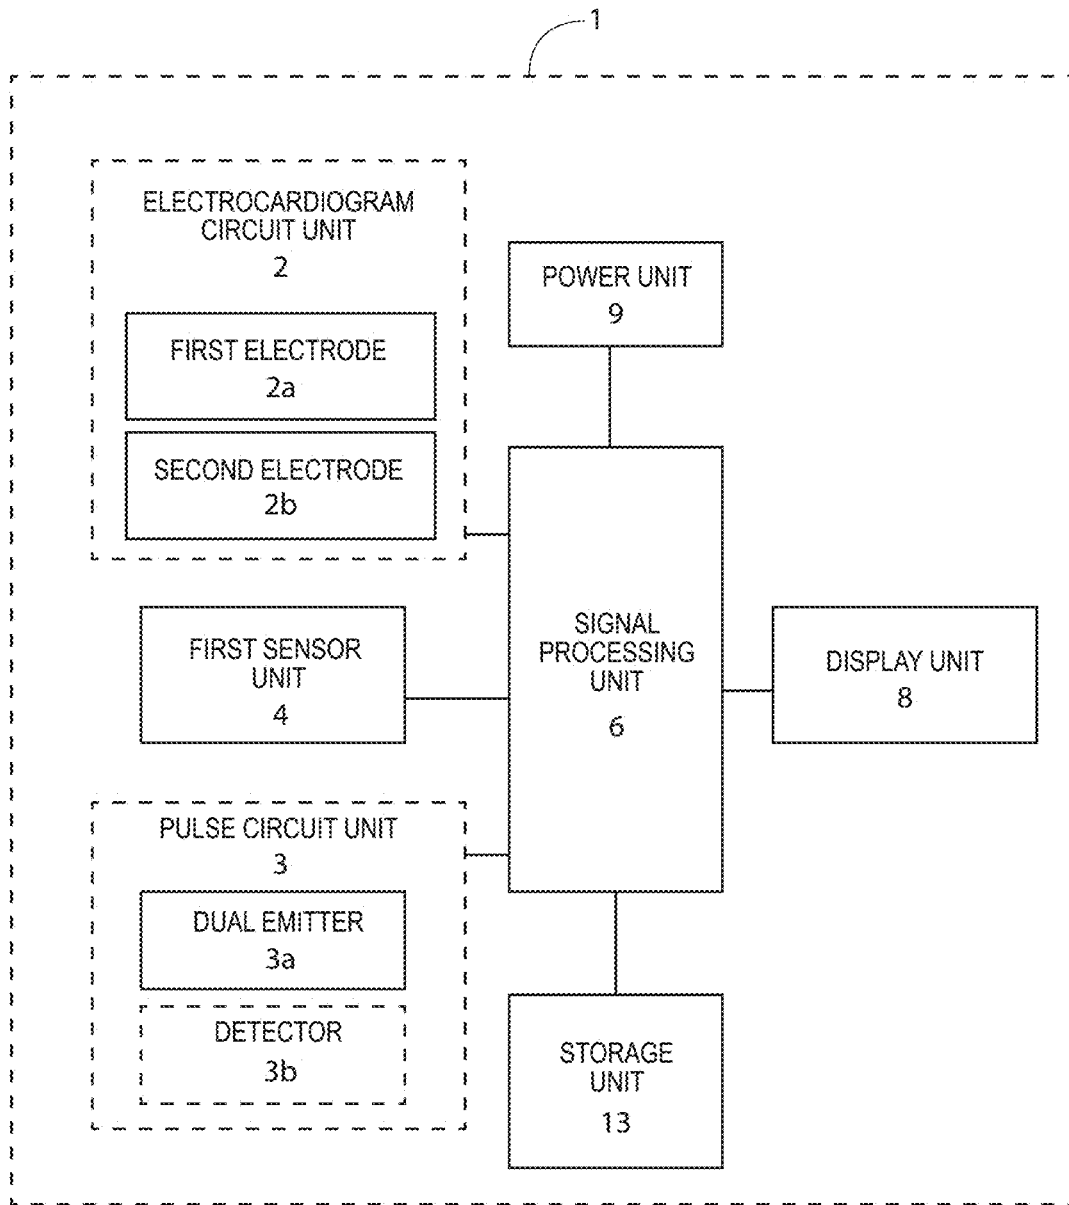 1
ELECTROCARDIOGRAM
CIRCUIT UNIT
2
FIRST ELECTRODE
2a
SECOND ELECTRODE
2b
POWER UNIT
9
FIRST SENSOR
UNIT
4
SIGNAL
PROCESSING
UNIT
6
DISPLAY UNIT
8
PULSE CIRCUIT UNIT
3
DUAL EMITTER
3a
DETECTOR
3b
STORAGE
UNIT
13